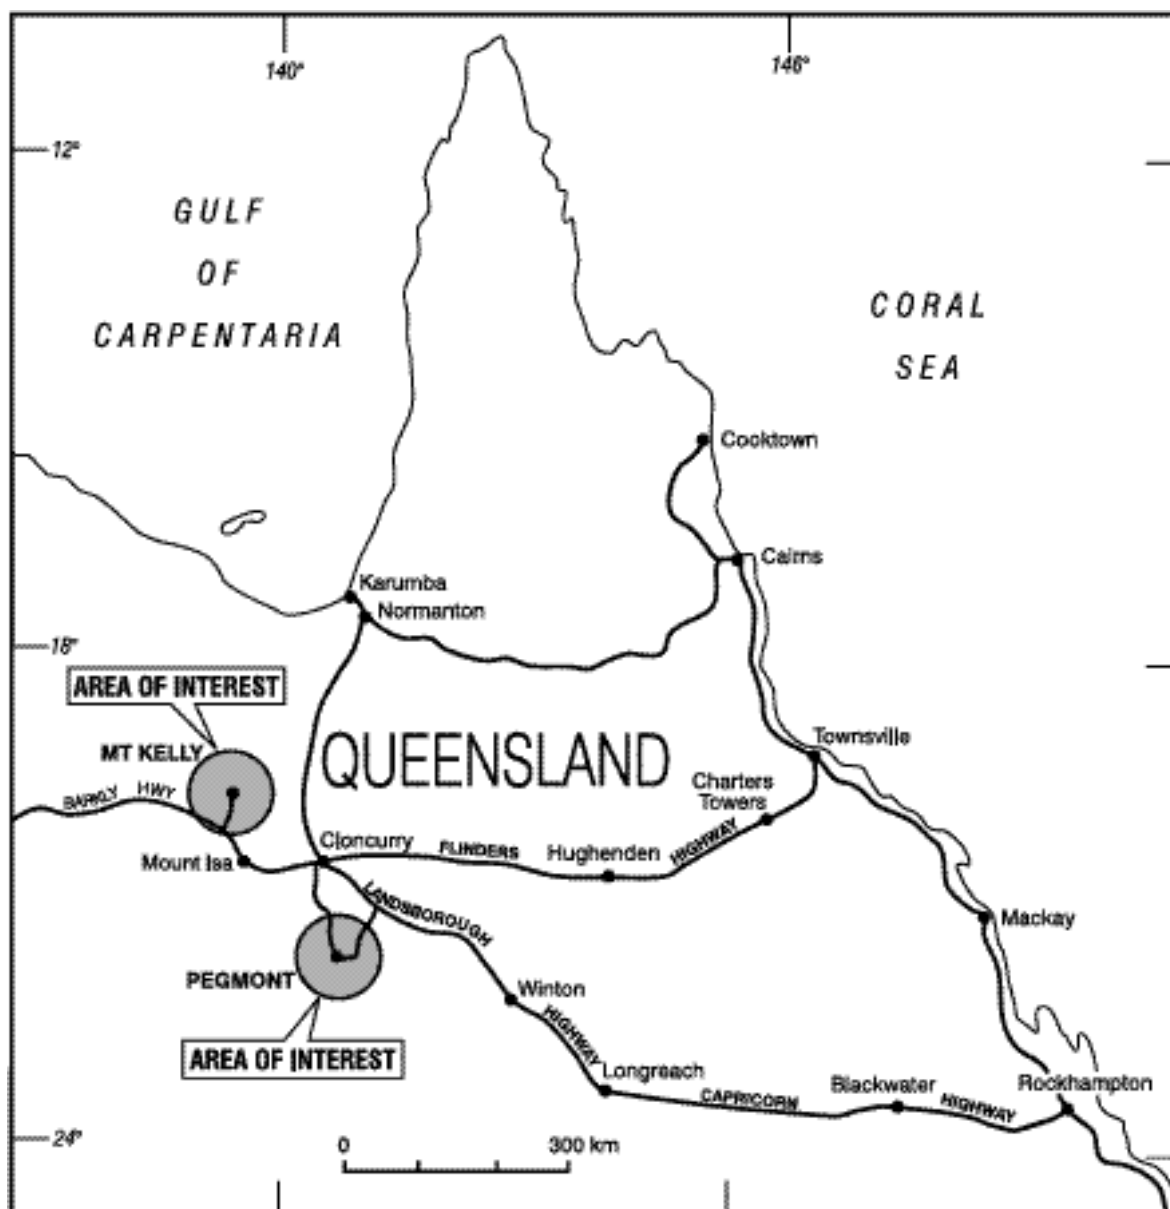 140°
146°
12°
GULF
OF
CARPENTARIA
CORAL
SEA
Cooktown
Cairns
Karumba
Normanton
18°
AREA OF INTEREST
MT KELLY
QUEENSLAND
Townsville
Charters
Towers
BARKLY HWY
Mount Isa
Cloncurry
FLINDERS
Hughenden
HIGHWAY
LANDSBOROUGH
Mackay
PEGMONT
Winton
HIGHWAY
AREA OF INTEREST
Longreach
CAPRICORN
Blackwater
HIGHWAY
Rockhampton
24°
0 300 km